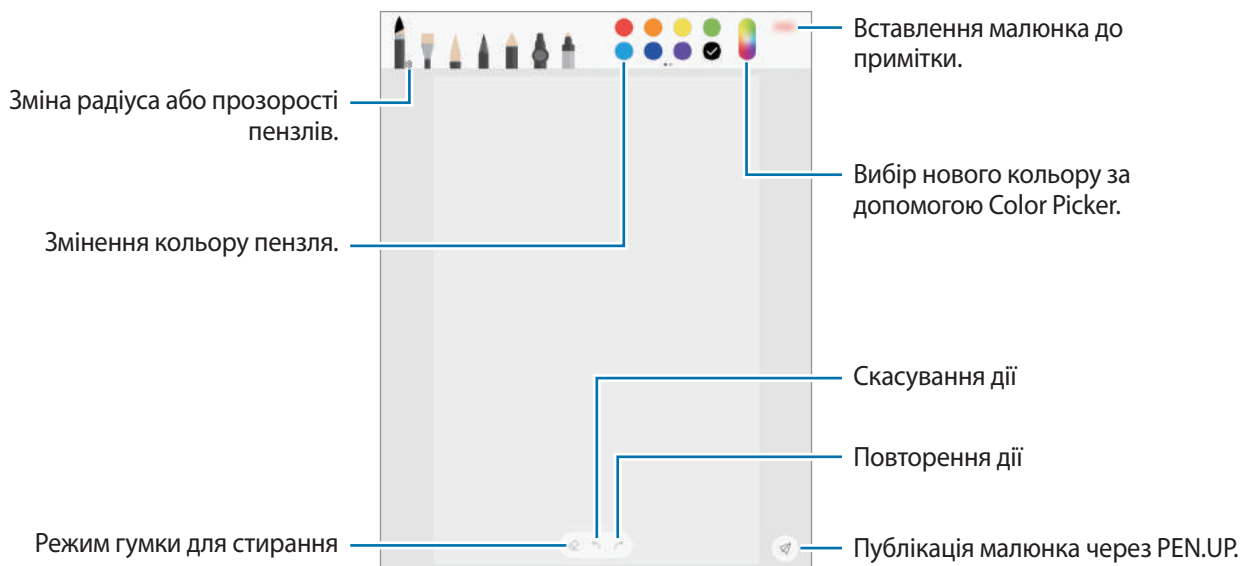 Вставлення малюнка до
примітки.
Зміна радіуса або прозорості
пензлів.
Вибір нового кольору за
допомогою Color Picker.
Змінення кольору пензля.
Скасування дії
Повторення дії
Режим гумки для стирання
Публікація малюнка через PEN.UP.